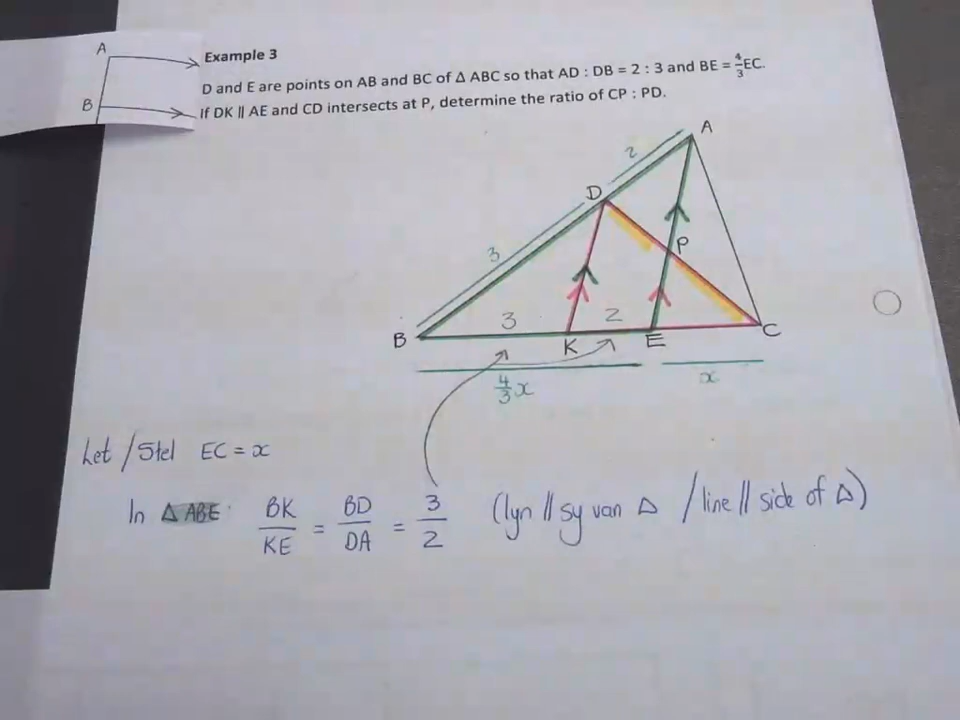 A
B
Example 3
D and E are points on AB and BC of Δ ABC so that AD : DB = 2 : 3 and BE = 4/3 EC.
If DK || AE and CD intersects at P, determine the ratio of CP : PD.
A
2
D
3
P
3
2
B
K
E
C
4/3 x
x
Let / Stel EC = x
In Δ ABE BK/KE = BD/DA = 3/2 (lyn // sy van Δ / line // side of Δ)